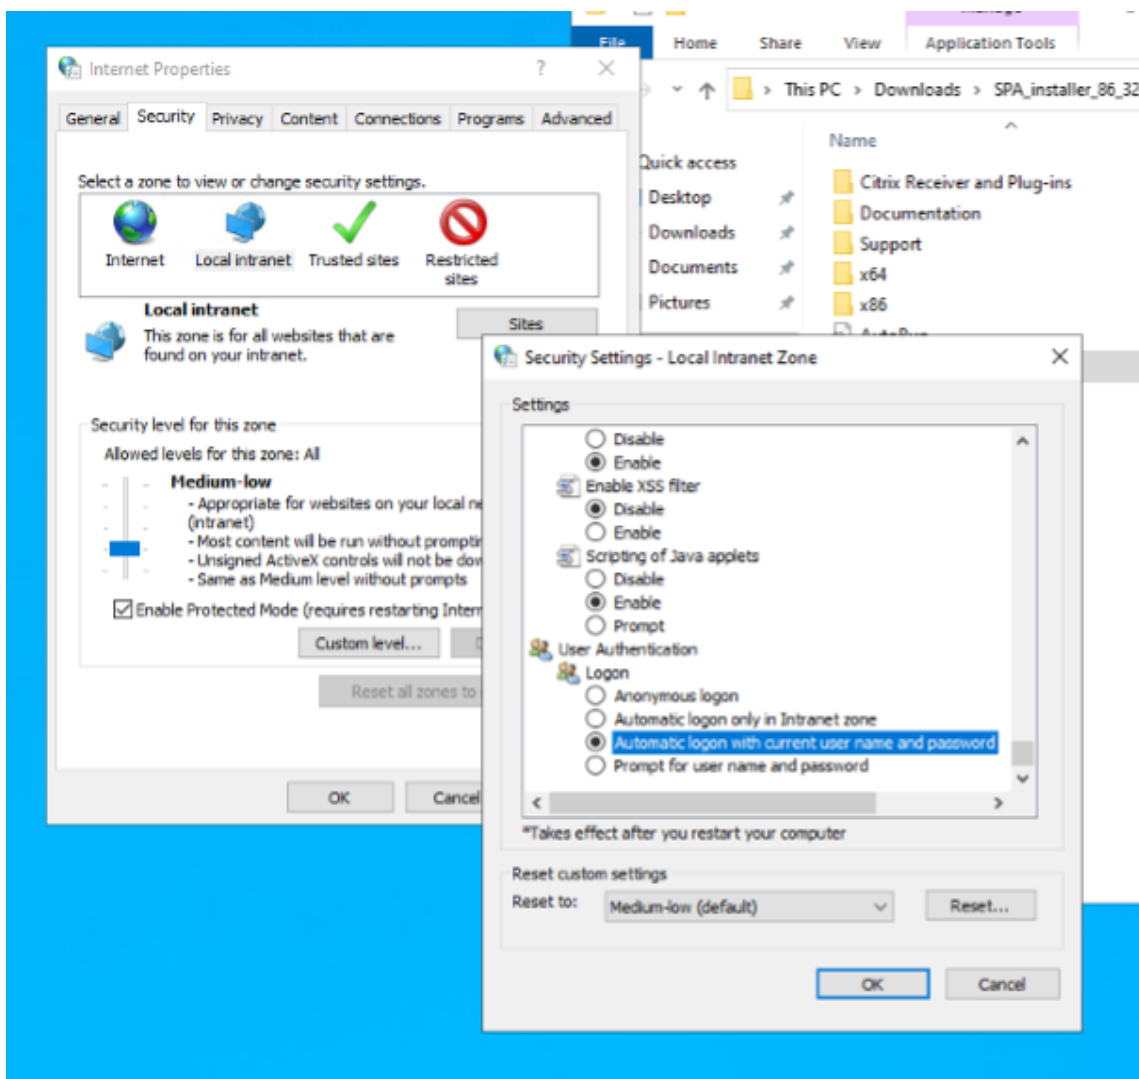 File Home Share View Application Tools
This PC > Downloads > SPA_installer_86_32
Name
Quick access
Desktop
Downloads
Documents
Pictures
Citrix Receiver and Plug-ins
Documentation
Support
x64
x86
Internet Properties
General Security Privacy Content Connections Programs Advanced
Select a zone to view or change security settings.
Internet Local intranet Trusted sites Restricted
sites
Local intranet
Sites
This zone is for all websites that are
found on your intranet.
Security level for this zone
Allowed levels for this zone: All
Medium-low
- Appropriate for websites on your local ne
(intranet)
- Most content will be run without promptin
- Unsigned ActiveX controls will not be dow
- Same as Medium level without prompts
Enable Protected Mode (requires restarting Intern
Custom level...
Reset all zones to
OK Cancel
Security Settings - Local Intranet Zone
Settings
Disable
Enable
Enable XSS filter
Disable
Enable
Scripting of Java applets
Disable
Enable
Prompt
User Authentication
Logon
Anonymous logon
Automatic logon only in Intranet zone
Automatic logon with current user name and password
Prompt for user name and password
*Takes effect after you restart your computer
Reset custom settings
Reset to: Medium-low (default) Reset...
OK Cancel